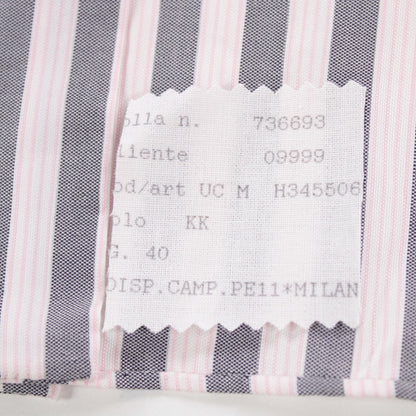 olla n. 736693
liente 09999
od/art UC M H345506
olo KK
G. 40
DISP.CAMP.PE11*MILAN